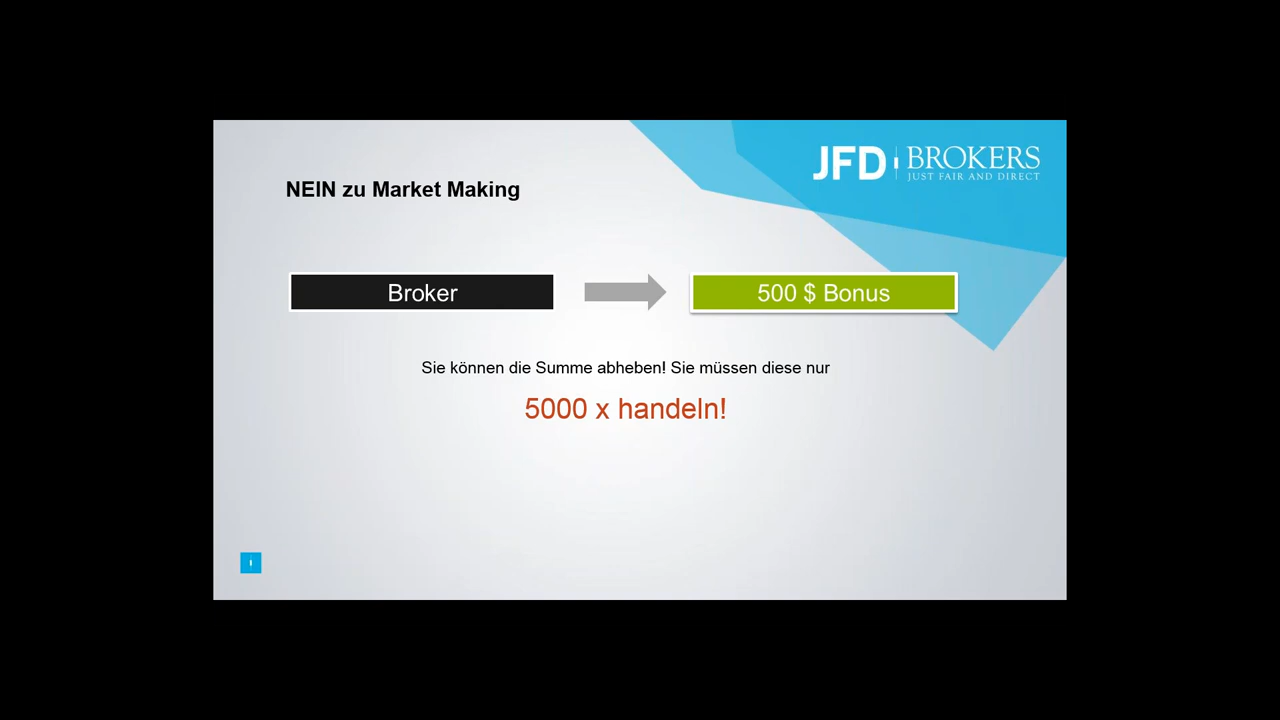 JFD BROKERS
JUST FAIR AND DIRECT
NEIN zu Market Making
Broker
500 $ Bonus
Sie können die Summe abheben! Sie müssen diese nur
5000 x handeln!